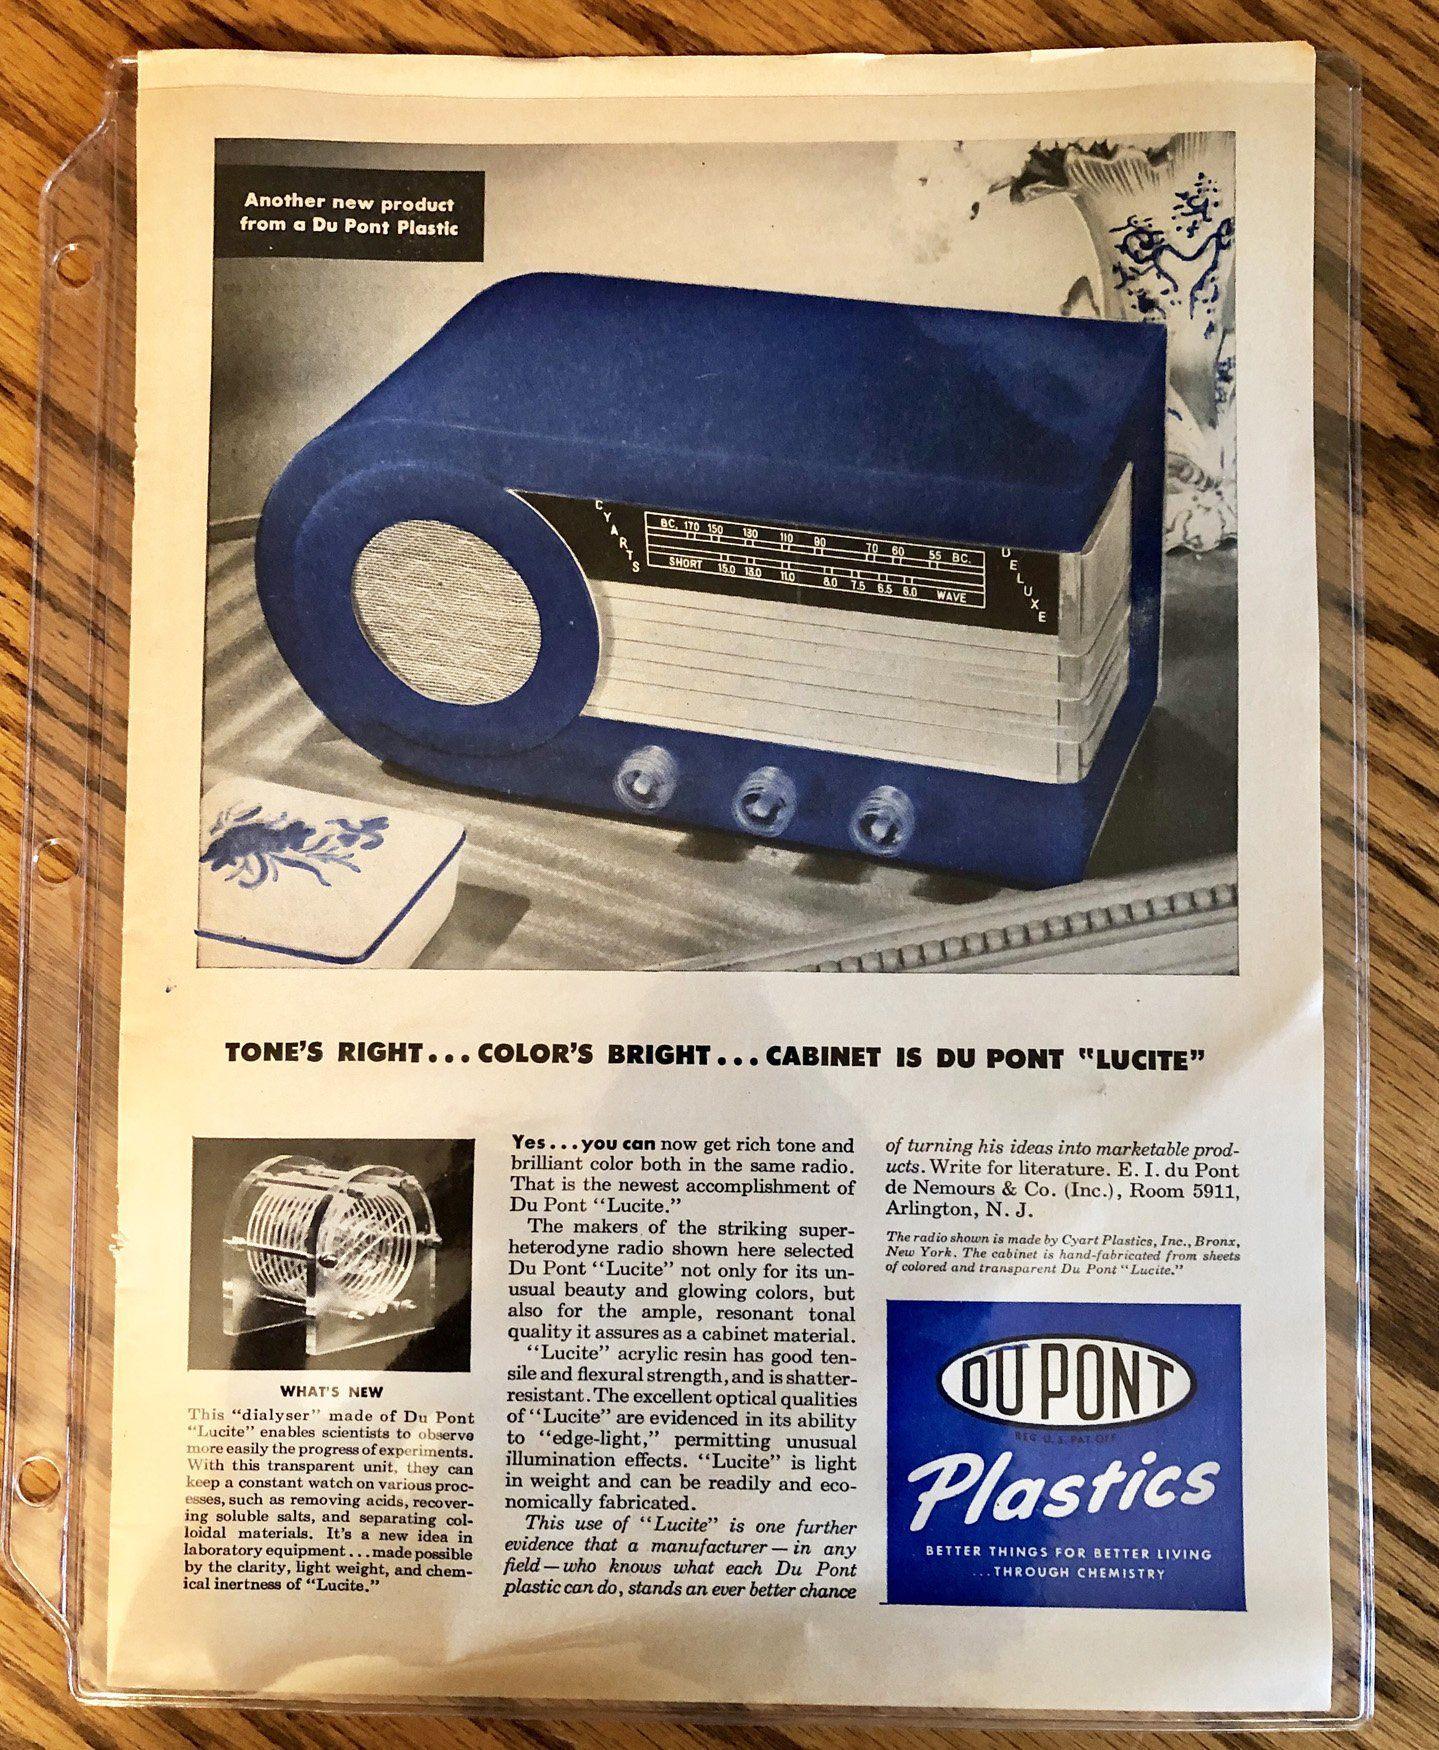 Another new product
from a Du Pont Plastic
CYARTS
BC. 170 150 130 110 90 70 60 55 BC.
SHORT 15.0 13.0 11.0 8.0 7.5 6.5 6.0 WAVE
DELUXE
TONE'S RIGHT... COLOR'S BRIGHT... CABINET IS DU PONT "LUCITE"
WHAT'S NEW
This "dialyser" made of Du Pont
"Lucite" enables scientists to observe
more easily the progress of experiments.
With this transparent unit, they can
keep a constant watch on various proc-
esses, such as removing acids, recover-
ing soluble salts, and separating col-
loidal materials. It's a new idea in
laboratory equipment...made possible
by the clarity, light weight, and chem-
ical inertness of "Lucite."
Yes...you can now get rich tone and
brilliant color both in the same radio.
That is the newest accomplishment of
Du Pont "Lucite."
The makers of the striking super-
heterodyne radio shown here selected
Du Pont "Lucite" not only for its un-
usual beauty and glowing colors, but
also for the ample, resonant tonal
quality it assures as a cabinet material.
"Lucite" acrylic resin has good ten-
sile and flexural strength, and is shatter-
resistant. The excellent optical qualities
of "Lucite" are evidenced in its ability
to "edge-light," permitting unusual
illumination effects. "Lucite" is light
in weight and can be readily and eco-
nomically fabricated.
This use of "Lucite" is one further
evidence that a manufacturer—in any
field—who knows what each Du Pont
plastic can do, stands an ever better chance
of turning his ideas into marketable prod-
ucts. Write for literature. E. I. du Pont
de Nemours & Co. (Inc.), Room 5911,
Arlington, N. J.
The radio shown is made by Cyart Plastics, Inc., Bronx,
New York. The cabinet is hand-fabricated from sheets
of colored and transparent Du Pont "Lucite."
DU PONT
REG. U. S. PAT. OFF.
Plastics
BETTER THINGS FOR BETTER LIVING
...THROUGH CHEMISTRY